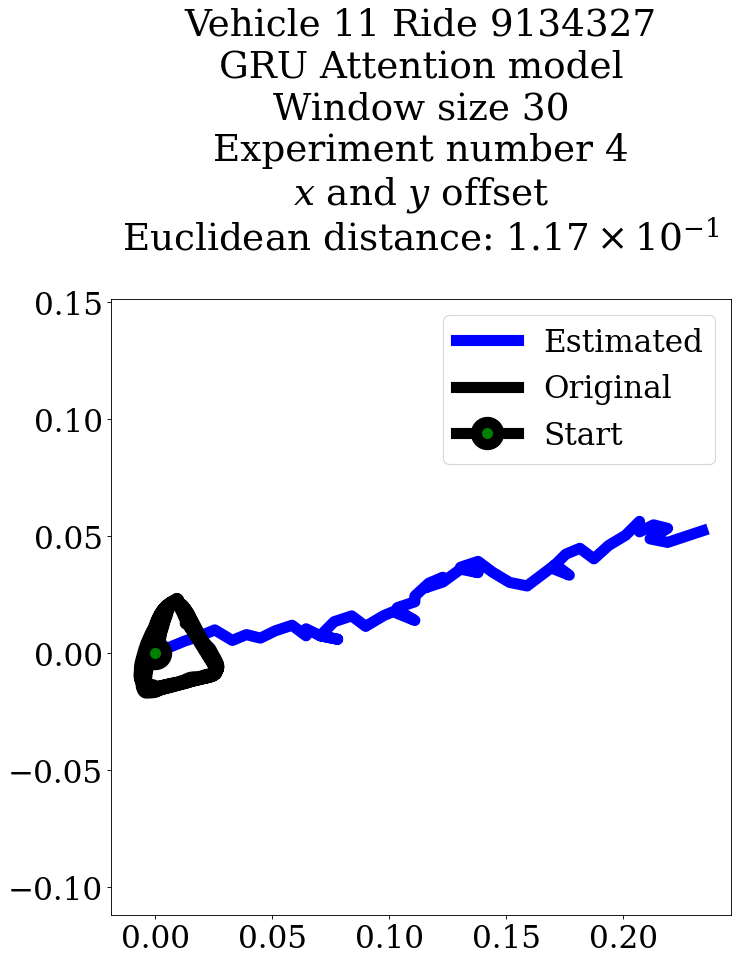 Vehicle 11 Ride 9134327
GRU Attention model
Window size 30
Experiment number 4
x and y offset
Euclidean distance: 1.17 × 10⁻¹
0.15
0.10
0.05
0.00
−0.05
−0.10
Estimated
Original
Start
0.00 0.05 0.10 0.15 0.20